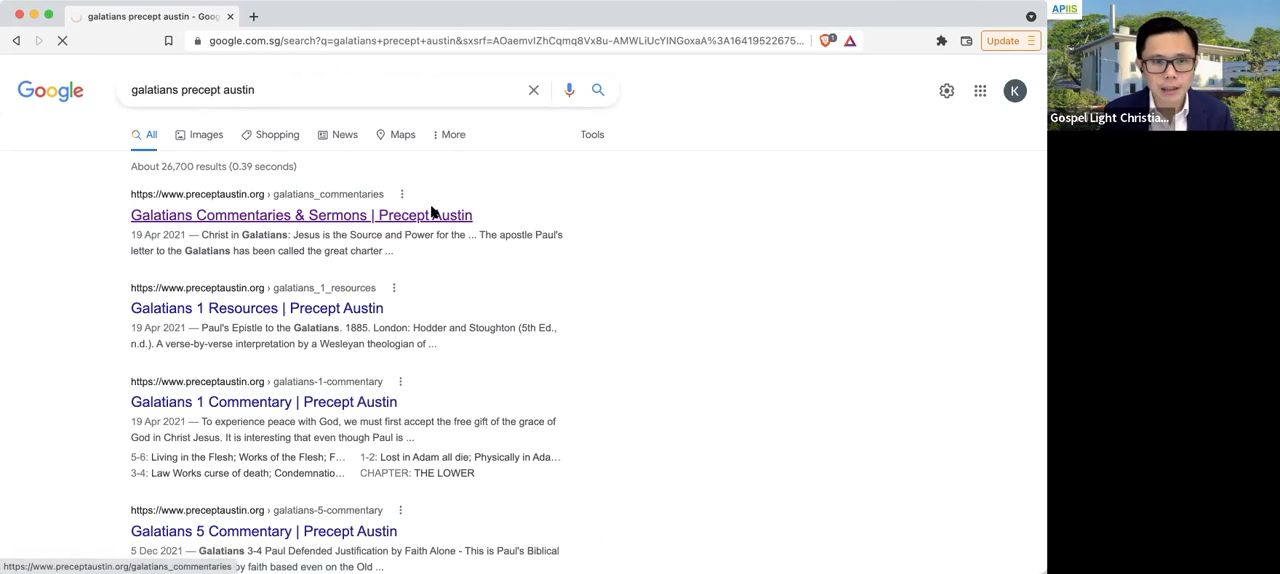 galatians precept austin - Goog
google.com.sg/search?q=galatians+precept+austin&sxsrf=AOaemvIZhCqmq8Vx8u-AMWLiUcYINGoxaA%3A16419522675...
1
Update
APIIS
Google
galatians precept austin
K
Gospel Light Christia...
All
Images
Shopping
News
Maps
More
Tools
About 26,700 results (0.39 seconds)
https://www.preceptaustin.org › galatians_commentaries
Galatians Commentaries & Sermons | Precept Austin
19 Apr 2021 — Christ in Galatians: Jesus is the Source and Power for the ... The apostle Paul's
letter to the Galatians has been called the great charter ...
https://www.preceptaustin.org › galatians_1_resources
Galatians 1 Resources | Precept Austin
19 Apr 2021 — Paul's Epistle to the Galatians. 1885. London: Hodder and Stoughton (5th Ed.,
n.d.). A verse-by-verse interpretation by a Wesleyan theologian of ...
https://www.preceptaustin.org › galatians-1-commentary
Galatians 1 Commentary | Precept Austin
19 Apr 2021 — To experience peace with God, we must first accept the free gift of the grace of
God in Christ Jesus. It is interesting that even though Paul is ...
5-6: Living in the Flesh; Works of the Flesh; F... 1-2: Lost in Adam all die; Physically in Ada...
3-4: Law Works curse of death; Condemnatio... CHAPTER: THE LOWER
https://www.preceptaustin.org › galatians-5-commentary
Galatians 5 Commentary | Precept Austin
5 Dec 2021 — Galatians 3-4 Paul Defended Justification by Faith Alone - This is Paul's Biblical
https://www.preceptaustin.org/galatians_commentaries
by faith based even on the Old ...